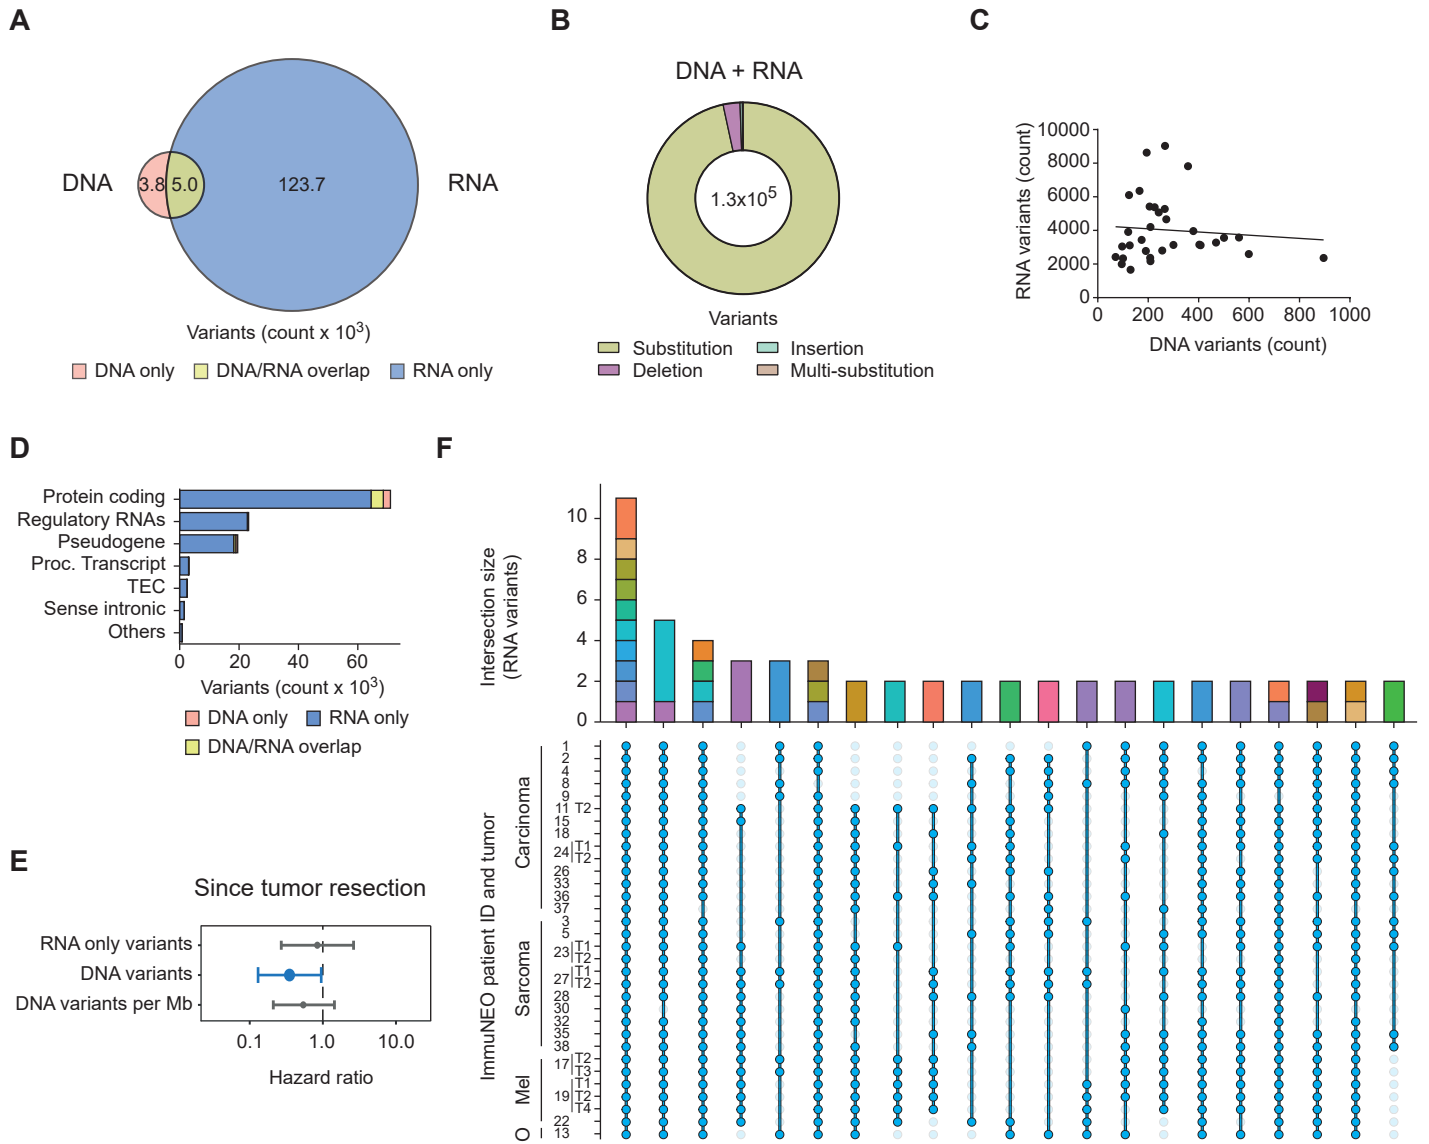 A
DNA
3.8
5.0
123.7
RNA
Variants (count x 10³)
DNA only
DNA/RNA overlap
RNA only
B
DNA + RNA
1.3x10⁵
Variants
Substitution
Insertion
Deletion
Multi-substitution
C
RNA variants (count)
10000
8000
6000
4000
2000
0
0 200 400 600 800 1000
DNA variants (count)
D
Protein coding
Regulatory RNAs
Pseudogene
Proc. Transcript
TEC
Sense intronic
Others
0 20 40 60
Variants (count x 10³)
DNA only
RNA only
DNA/RNA overlap
E
Since tumor resection
RNA only variants
DNA variants
DNA variants per Mb
0.1 1.0 10.0
Hazard ratio
F
Intersection size
(RNA variants)
10
8
6
4
2
0
ImmuNEO patient ID and tumor
Carcinoma
1
2
4
8
9
11 T2
15
18
24 T1
T2
26
33
36
37
Sarcoma
3
5
23 T1
T2
27 T1
T2
28
30
32
35
38
Mel
17 T2
T3
19 T1
T2
T4
22
O
13